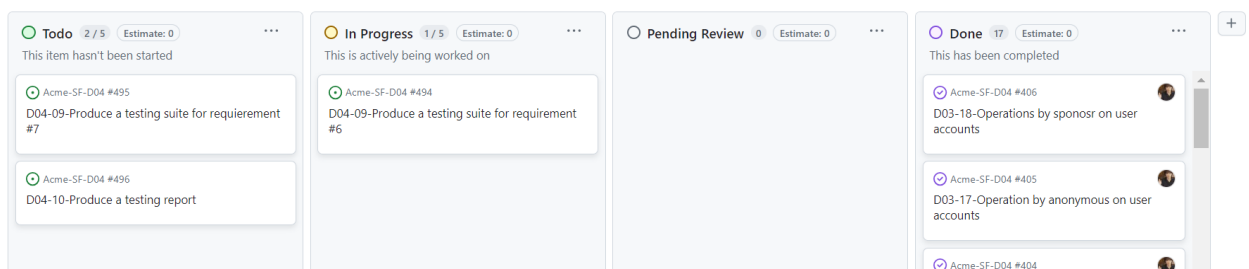 Todo 2 / 5 Estimate: 0
This item hasn't been started
Acme-SF-D04 #495
D04-09-Produce a testing suite for requierement
#7
Acme-SF-D04 #496
D04-10-Produce a testing report
In Progress 1 / 5 Estimate: 0
This is actively being worked on
Acme-SF-D04 #494
D04-09-Produce a testing suite for requirement
#6
Pending Review 0 Estimate: 0
Done 17 Estimate: 0
This has been completed
Acme-SF-D04 #406
D03-18-Operations by sponosr on user
accounts
Acme-SF-D04 #405
D03-17-Operation by anonymous on user
accounts
Acme-SF-D04 #404